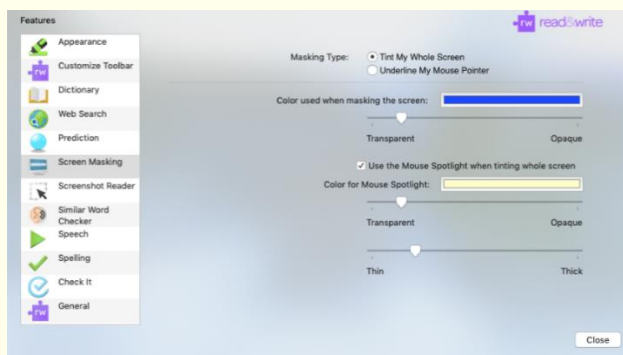 Features
rw read&write
Appearance
Customize Toolbar
Dictionary
Web Search
Prediction
Screen Masking
Screenshot Reader
Similar Word
Checker
Speech
Spelling
Check It
General
Masking Type: Tint My Whole Screen
Underline My Mouse Pointer
Color used when masking the screen:
Transparent Opaque
Use the Mouse Spotlight when tinting whole screen
Color for Mouse Spotlight:
Transparent Opaque
Thin Thick
Close